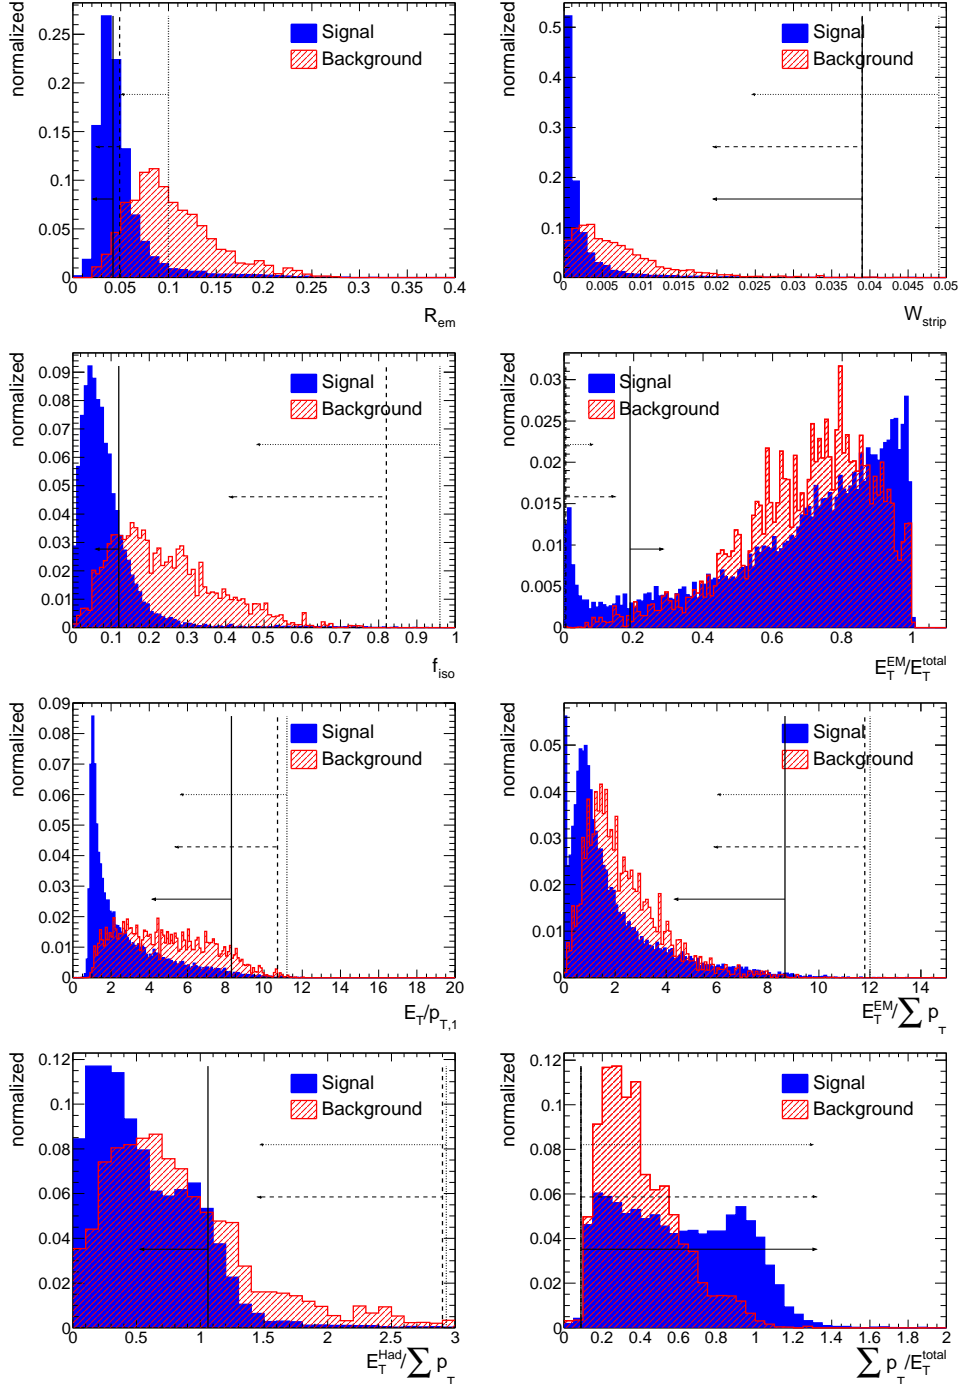 normalized
0.25
0.2
0.15
0.1
0.05
0
Signal
Background
0 0.05 0.1 0.15 0.2 0.25 0.3 0.35 0.4
R_em
normalized
0.5
0.4
0.3
0.2
0.1
0
Signal
Background
0 0.005 0.01 0.015 0.02 0.025 0.03 0.035 0.04 0.045 0.05
W_strip
normalized
0.09
0.08
0.07
0.06
0.05
0.04
0.03
0.02
0.01
0
Signal
Background
0 0.1 0.2 0.3 0.4 0.5 0.6 0.7 0.8 0.9 1
f_iso
normalized
0.03
0.025
0.02
0.015
0.01
0.005
0
Signal
Background
0 0.2 0.4 0.6 0.8 1
E_T^EM/E_T^total
normalized
0.09
0.08
0.07
0.06
0.05
0.04
0.03
0.02
0.01
0
Signal
Background
0 2 4 6 8 10 12 14 16 18 20
E_T/p_T,1
normalized
0.05
0.04
0.03
0.02
0.01
0
Signal
Background
0 2 4 6 8 10 12 14
E_T^EM/∑ p_T
normalized
0.12
0.1
0.08
0.06
0.04
0.02
0
Signal
Background
0 0.5 1 1.5 2 2.5 3
E_T^Had/∑ p_T
normalized
0.12
0.1
0.08
0.06
0.04
0.02
0
Signal
Background
0 0.2 0.4 0.6 0.8 1 1.2 1.4 1.6 1.8 2
∑ p_T/E_T^total